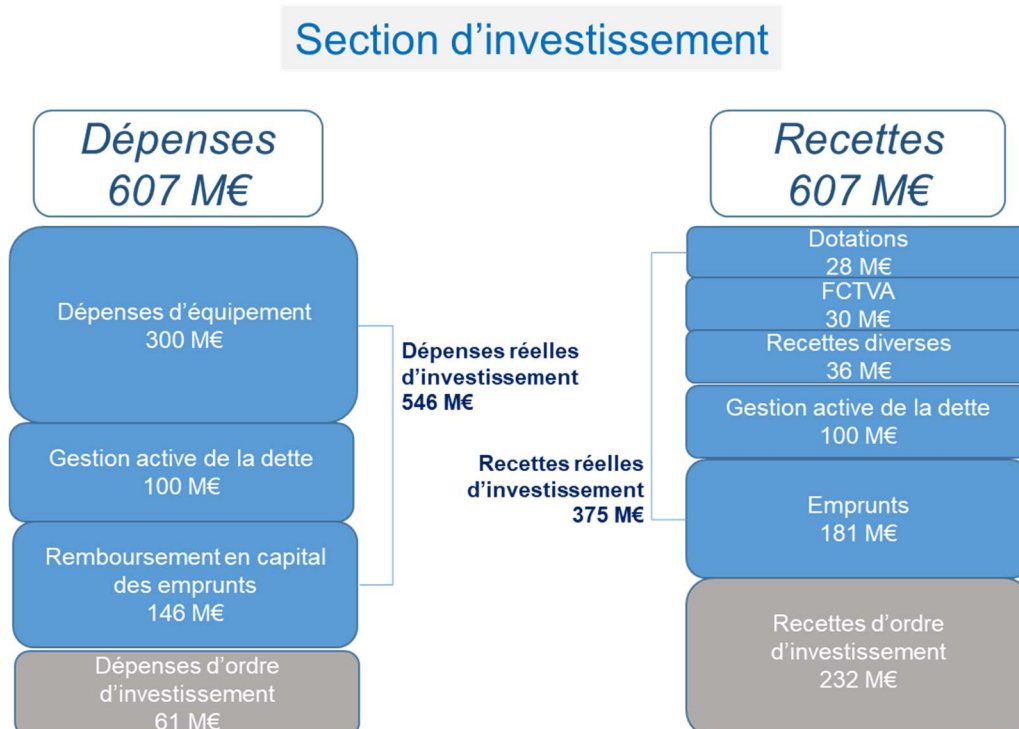 Section d'investissement
Dépenses
607 M€
Dépenses d'équipement
300 M€
Gestion active de la dette
100 M€
Remboursement en capital
des emprunts
146 M€
Dépenses d'ordre
d'investissement
61 M€
Dépenses réelles
d'investissement
546 M€
Recettes réelles
d'investissement
375 M€
Recettes
607 M€
Dotations
28 M€
FCTVA
30 M€
Recettes diverses
36 M€
Gestion active de la dette
100 M€
Emprunts
181 M€
Recettes d'ordre
d'investissement
232 M€